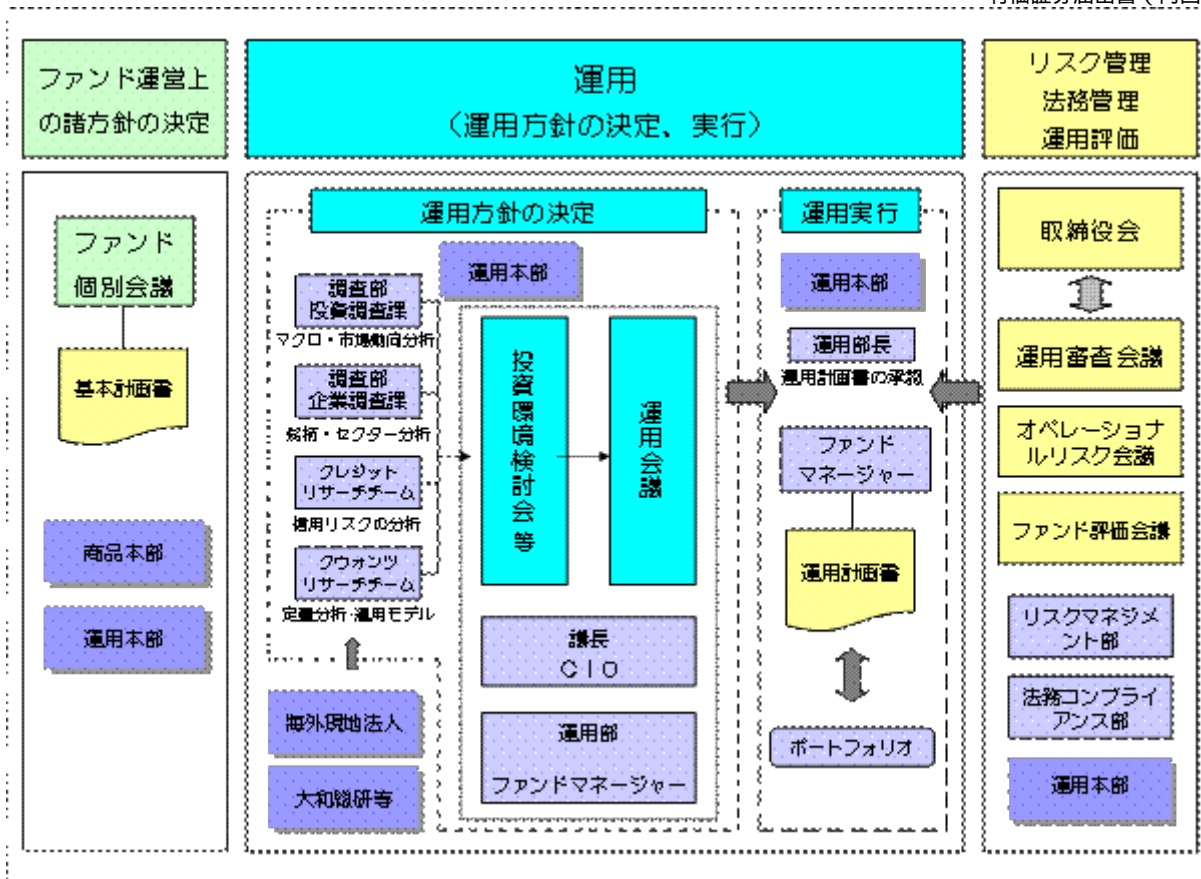 ファンド運営上
の諸方針の決定
運用
（運用方針の決定、実行）
リスク管理
法務管理
運用評価
ファンド
個別会議
基本計画書
商品本部
運用本部
運用方針の決定
運用本部
調査部
投資調査課
マクロ・市場動向分析
調査部
企業調査課
銘柄・セクター分析
クレジット
リサーチチーム
信用リスクの分析
クウォンツ
リサーチチーム
定量分析・運用モデル
海外現地法人
大和総研等
投資環境検討会等
運用会議
議長
ＣＩＯ
運用部
ファンドマネージャー
運用実行
運用本部
運用部長
運用計画書の承認
ファンド
マネージャー
運用計画書
ポートフォリオ
取締役会
運用審査会議
オペレーショナ
ルリスク会議
ファンド評価会議
リスクマネジメ
ント部
法務コンプライ
アンス部
運用本部